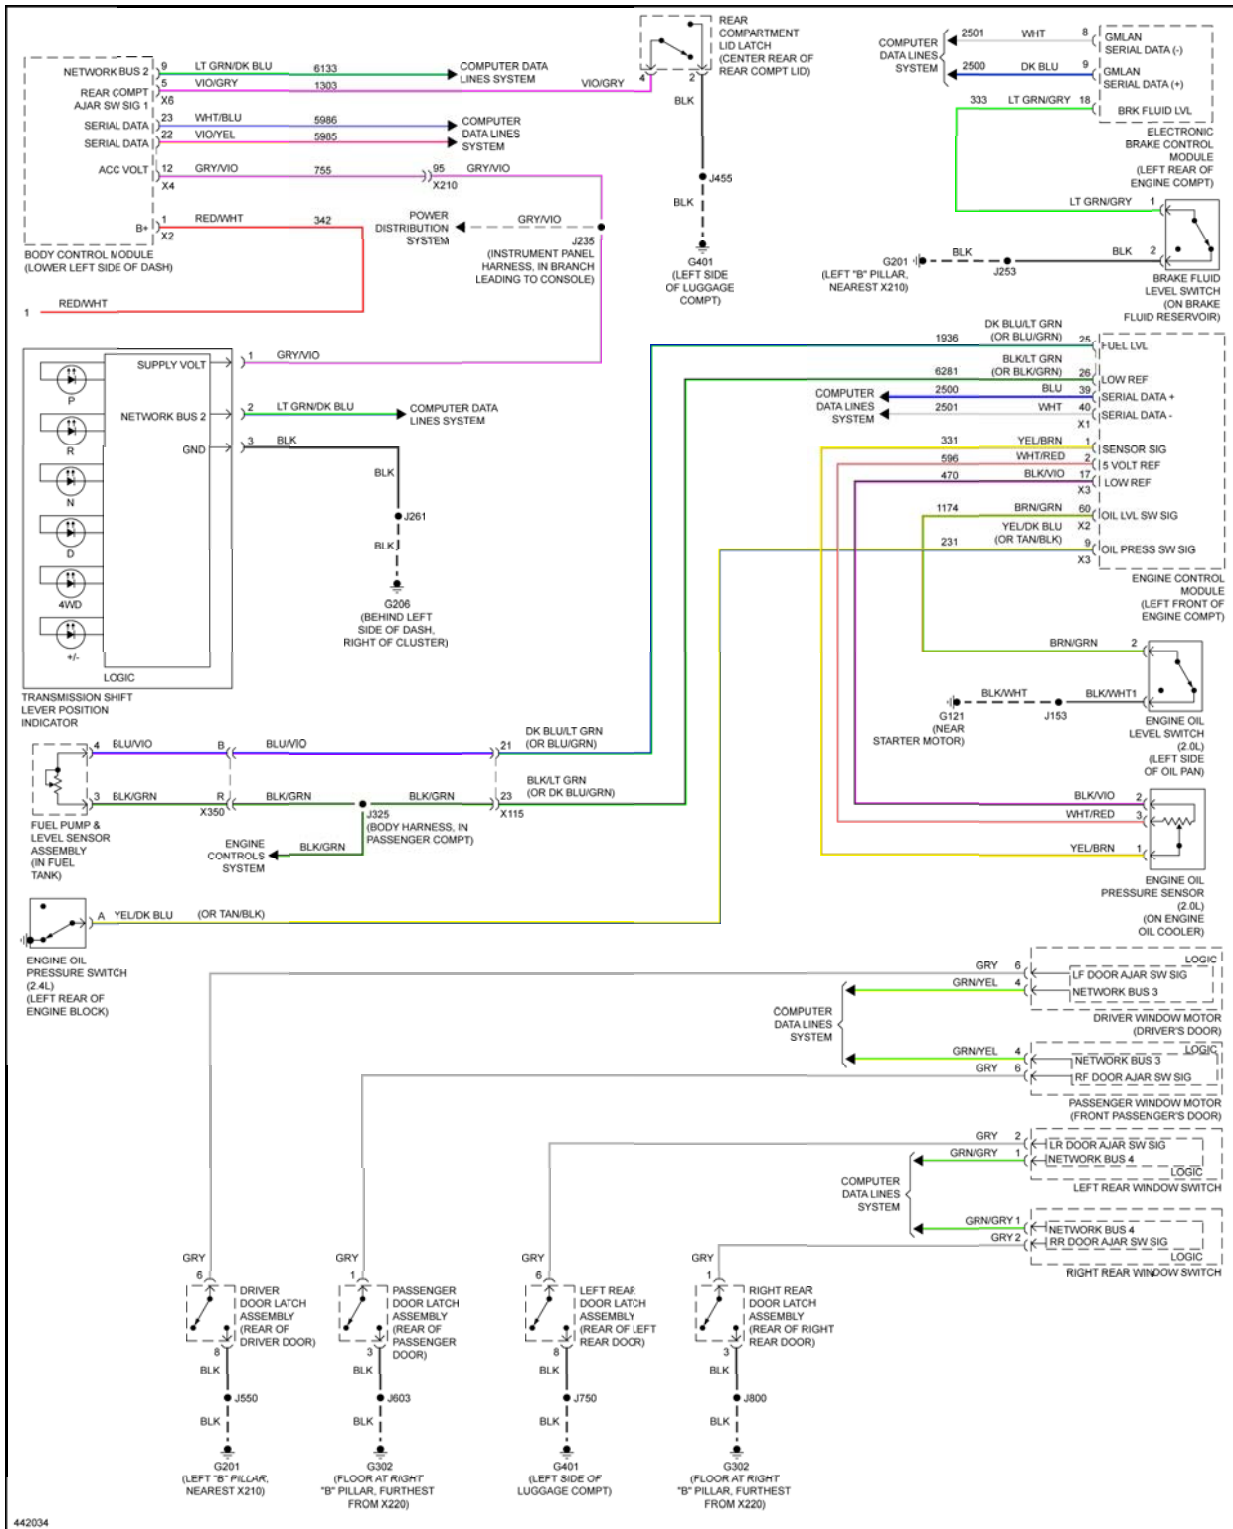 NETWORK BUS 2
9
LT GRN/DK BLU
6133
COMPUTER DATA
LINES SYSTEM
REAR COMPT
AJAR SW SIG 1
5
X6
VIO/GRY
1303
VIO/GRY
4
2
REAR
COMPARTMENT
LID LATCH
(CENTER REAR OF
REAR COMPT LID)
SERIAL DATA
23
WHT/BLU
5986
COMPUTER
DATA LINES
SYSTEM
SERIAL DATA
22
VIO/YEL
5985
ACC VOLT
12
X4
GRY/VIO
755
95
X210
GRY/VIO
B+
1
X2
RED/WHT
342
BODY CONTROL MODULE
(LOWER LEFT SIDE OF DASH)
1
RED/WHT
POWER
DISTRIBUTION
SYSTEM
GRY/VIO
J235
(INSTRUMENT PANEL
HARNESS, IN BRANCH
LEADING TO CONSOLE)
BLK
J455
BLK
G401
(LEFT SIDE
OF LUGGAGE
COMPT)
COMPUTER
DATA LINES
SYSTEM
2501
WHT
8
GMLAN
SERIAL DATA (-)
2500
DK BLU
9
GMLAN
SERIAL DATA (+)
333
LT GRN/GRY
18
BRK FLUID LVL
ELECTRONIC
BRAKE CONTROL
MODULE
(LEFT REAR OF
ENGINE COMPT)
LT GRN/GRY
1
BLK
2
J253
BLK
G201
(LEFT "B" PILLAR,
NEAREST X210)
BRAKE FLUID
LEVEL SWITCH
(ON BRAKE
FLUID RESERVOIR)
SUPPLY VOLT
1
GRY/VIO
NETWORK BUS 2
2
LT GRN/DK BLU
COMPUTER DATA
LINES SYSTEM
GND
3
BLK
BLK
J261
BLK
G206
(BEHIND LEFT
SIDE OF DASH,
RIGHT OF CLUSTER)
P
R
N
D
4WD
+/-
LOGIC
TRANSMISSION SHIFT
LEVER POSITION
INDICATOR
1936
DK BLU/LT GRN
(OR BLU/GRN)
25
FUEL LVL
6281
BLK/LT GRN
(OR BLK/GRN)
26
LOW REF
COMPUTER
DATA LINES
SYSTEM
2500
BLU
39
SERIAL DATA +
2501
WHT
40
X1
SERIAL DATA -
331
YEL/BRN
1
SENSOR SIG
596
WHT/RED
2
5 VOLT REF
470
BLK/VIO
17
X3
LOW REF
1174
BRN/GRN
60
X2
OIL LVL SW SIG
231
YEL/DK BLU
(OR TAN/BLK)
9
X3
OIL PRESS SW SIG
ENGINE CONTROL
MODULE
(LEFT FRONT OF
ENGINE COMPT)
BRN/GRN
2
BLK/WHT
J153
BLK/WHT1
G121
(NEAR
STARTER MOTOR)
ENGINE OIL
LEVEL SWITCH
(2.0L)
(LEFT SIDE
OF OIL PAN)
BLK/VIO
2
WHT/RED
3
YEL/BRN
1
ENGINE OIL
PRESSURE SENSOR
(2.0L)
(ON ENGINE
OIL COOLER)
4
BLU/VIO
B
BLU/VIO
21
DK BLU/LT GRN
(OR BLU/GRN)
3
BLK/GRN
R
X350
BLK/GRN
J325
(BODY HARNESS, IN
PASSENGER COMPT)
BLK/GRN
23
X115
BLK/LT GRN
(OR DK BLU/GRN)
FUEL PUMP &
LEVEL SENSOR
ASSEMBLY
(IN FUEL
TANK)
ENGINE
CONTROLS
SYSTEM
BLK/GRN
A
YEL/DK BLU
(OR TAN/BLK)
ENGINE OIL
PRESSURE SWITCH
(2.4L)
(LEFT REAR OF
ENGINE BLOCK)
GRY
6
LF DOOR AJAR SW SIG
LOGIC
GRN/YEL
4
NETWORK BUS 3
DRIVER WINDOW MOTOR
(DRIVER'S DOOR)
COMPUTER
DATA LINES
SYSTEM
GRN/YEL
4
NETWORK BUS 3
LOGIC
GRY
6
RF DOOR AJAR SW SIG
PASSENGER WINDOW MOTOR
(FRONT PASSENGER'S DOOR)
GRY
2
LR DOOR AJAR SW SIG
GRN/GRY
1
NETWORK BUS 4
LOGIC
LEFT REAR WINDOW SWITCH
COMPUTER
DATA LINES
SYSTEM
GRN/GRY 1
NETWORK BUS 4
GRY 2
RR DOOR AJAR SW SIG
LOGIC
RIGHT REAR WINDOW SWITCH
GRY
6
DRIVER
DOOR LATCH
ASSEMBLY
(REAR OF
DRIVER DOOR)
8
BLK
J550
BLK
G201
(LEFT "B" PILLAR,
NEAREST X210)
GRY
1
PASSENGER
DOOR LATCH
ASSEMBLY
(REAR OF
PASSENGER
DOOR)
3
BLK
J603
BLK
G302
(FLOOR AT RIGHT
"B" PILLAR, FURTHEST
FROM X220)
GRY
6
LEFT REAR
DOOR LATCH
ASSEMBLY
(REAR OF LEFT
REAR DOOR)
8
BLK
J750
BLK
G401
(LEFT SIDE OF
LUGGAGE COMPT)
GRY
1
RIGHT REAR
DOOR LATCH
ASSEMBLY
(REAR OF RIGHT
REAR DOOR)
3
BLK
J800
BLK
G302
(FLOOR AT RIGHT
"B" PILLAR, FURTHEST
FROM X220)
442034